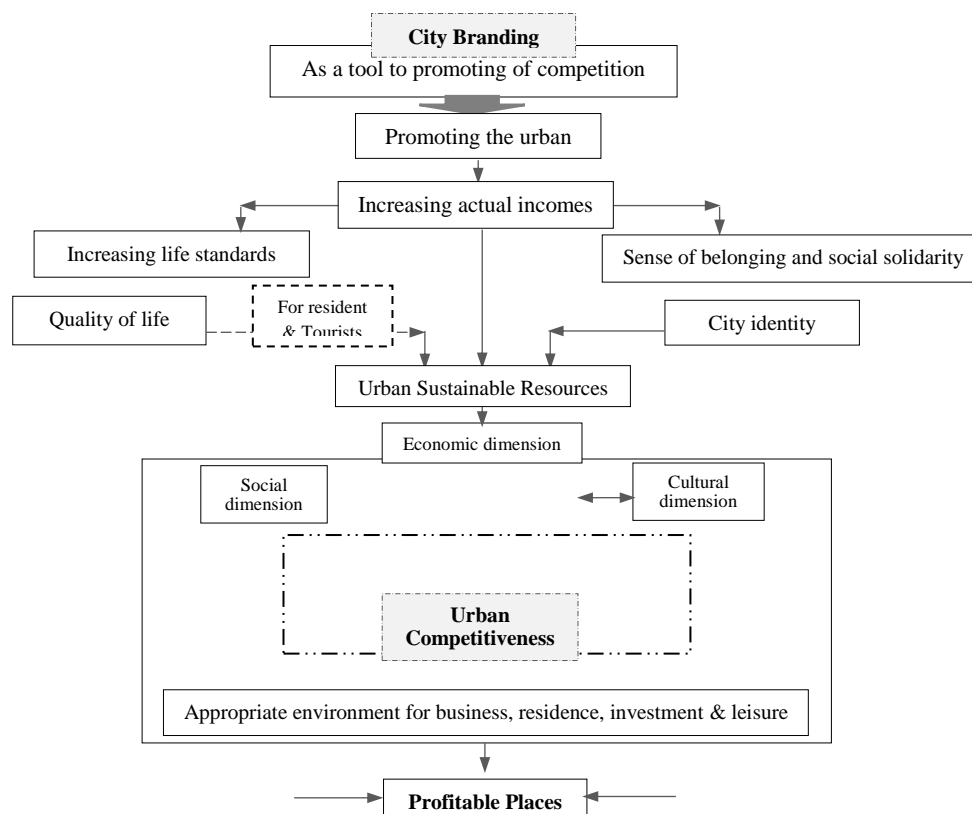 City Branding
As a tool to promoting of competition
Promoting the urban
Increasing actual incomes
Increasing life standards
Sense of belonging and social solidarity
Quality of life
For resident
& Tourists
City identity
Urban Sustainable Resources
Economic dimension
Social
dimension
Cultural
dimension
Urban
Competitiveness
Appropriate environment for business, residence, investment & leisure
Profitable Places